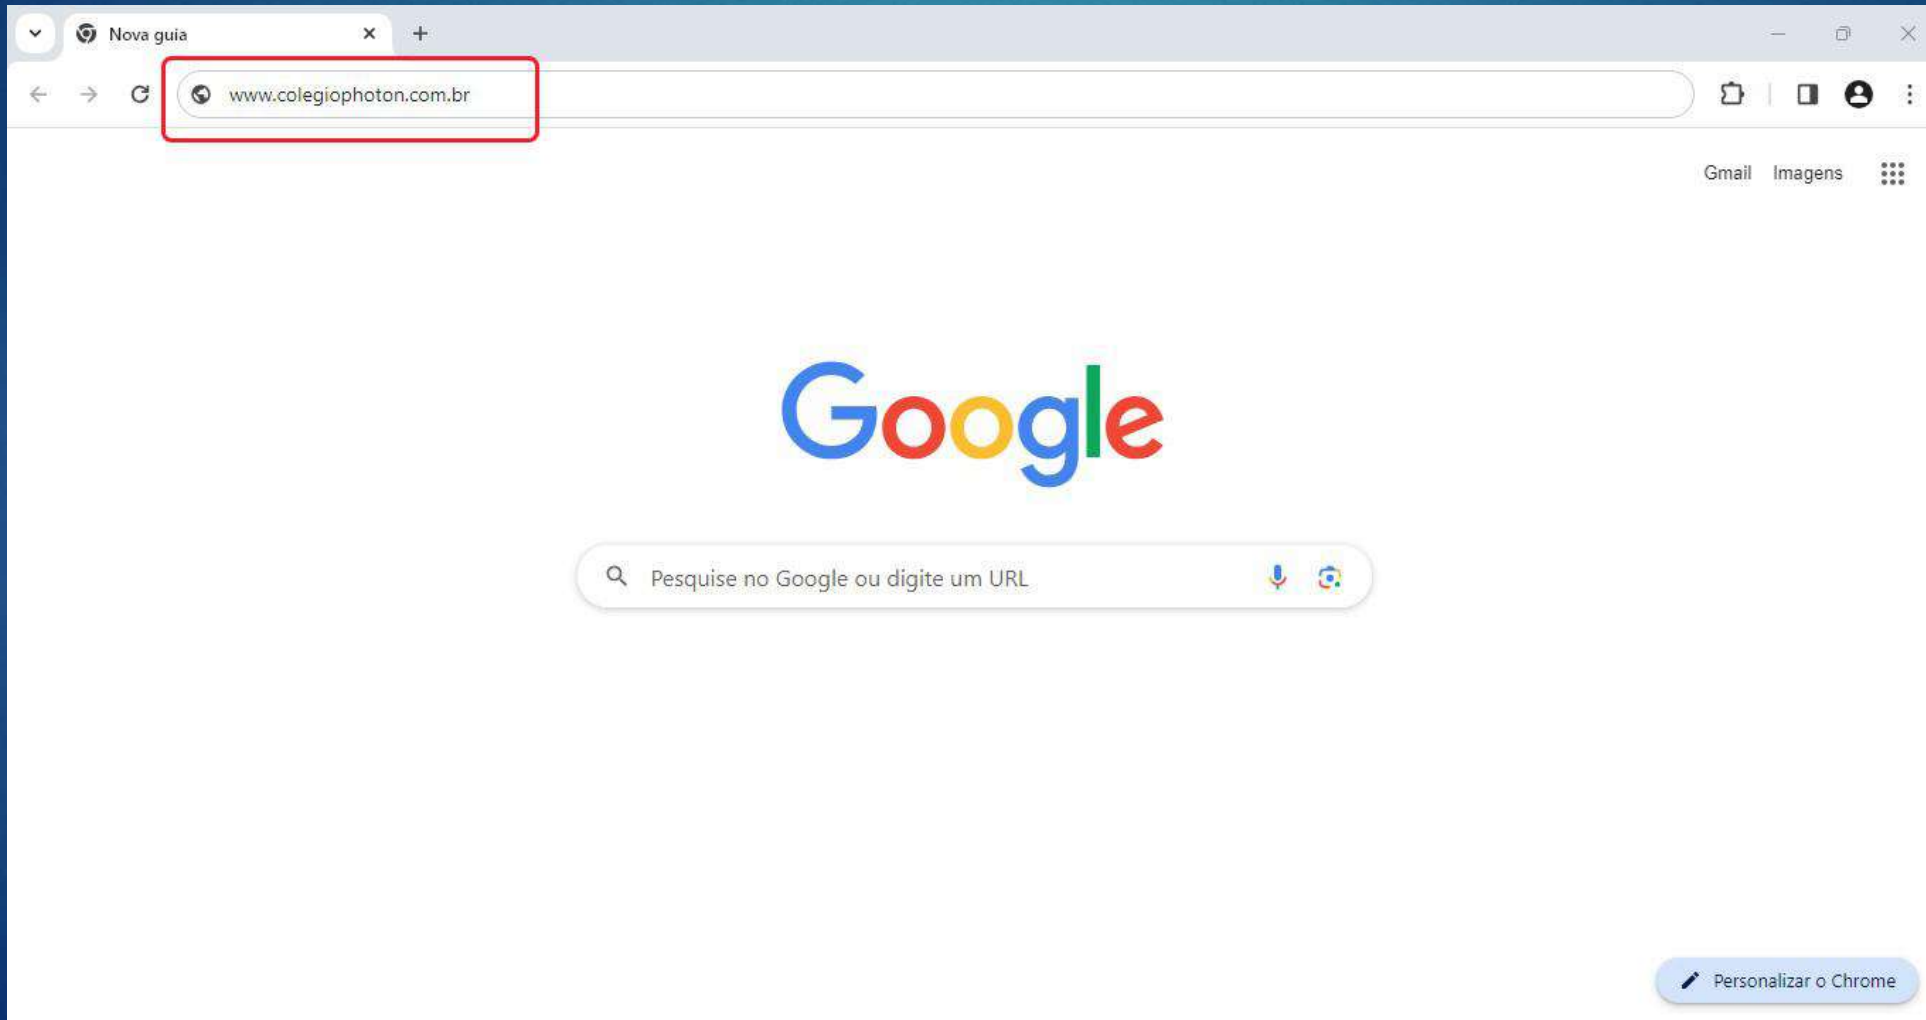 Nova guia
www.colegiophoton.com.br
Gmail Imagens
Google
Pesquise no Google ou digite um URL
Personalizar o Chrome